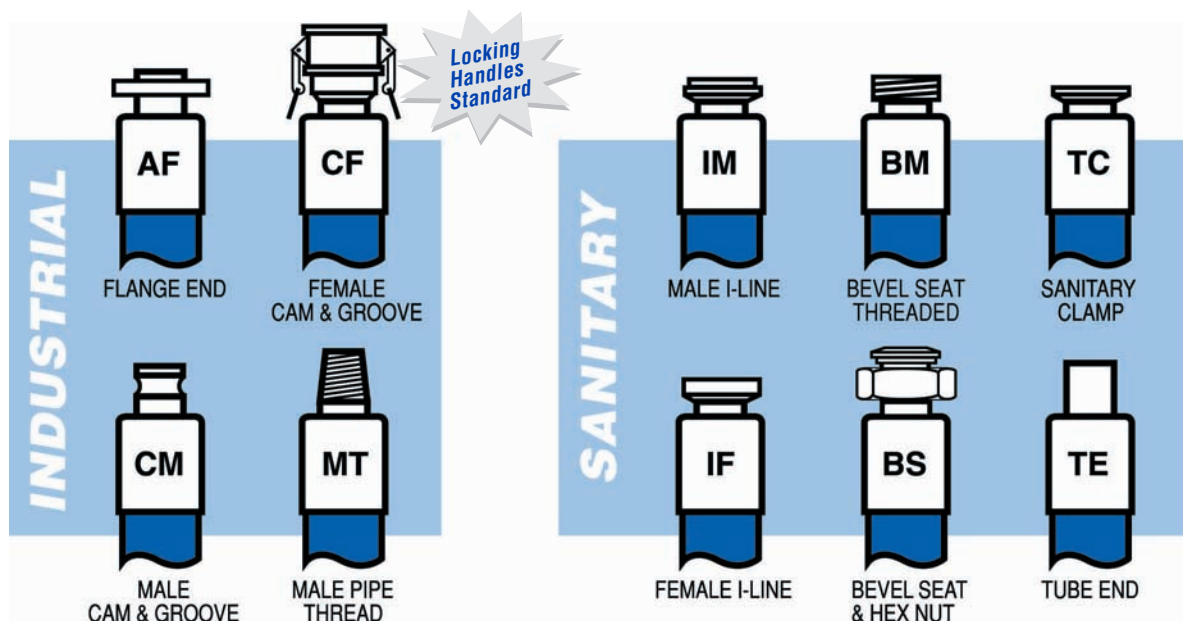 Locking
Handles
Standard
INDUSTRIAL
AF
FLANGE END
CF
FEMALE
CAM & GROOVE
CM
MALE
CAM & GROOVE
MT
MALE PIPE
THREAD
SANITARY
IM
MALE I-LINE
BM
BEVEL SEAT
THREADED
TC
SANITARY
CLAMP
IF
FEMALE I-LINE
BS
BEVEL SEAT
& HEX NUT
TE
TUBE END